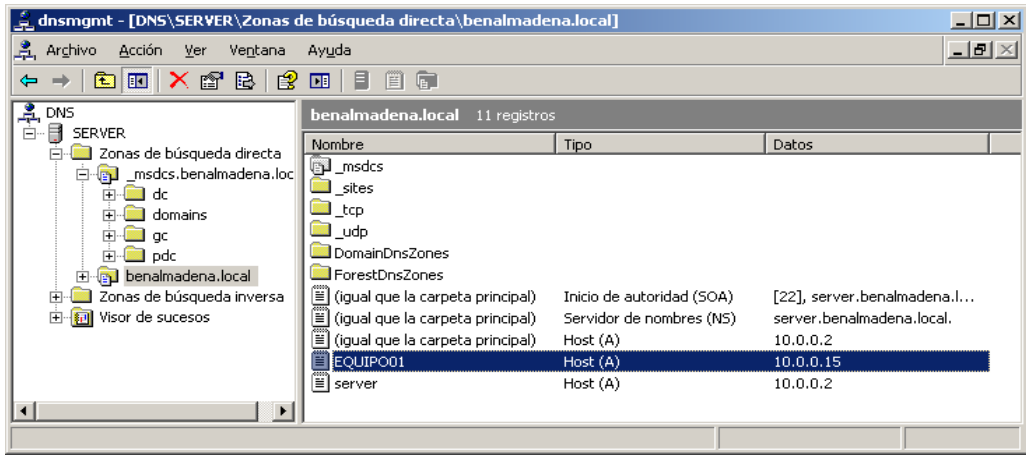 dnsmgmt - [DNS\SERVER\Zonas de búsqueda directa\benalmadena.local]
Archivo Acción Ver Ventana Ayuda
DNS
SERVER
Zonas de búsqueda directa
_msdcs.benalmadena.loc
dc
domains
gc
pdc
benalmadena.local
Zonas de búsqueda inversa
Visor de sucesos
benalmadena.local 11 registros
Nombre Tipo Datos
_msdcs
_sites
_tcp
_udp
DomainDnsZones
ForestDnsZones
(igual que la carpeta principal) Inicio de autoridad (SOA) [22], server.benalmadena.l...
(igual que la carpeta principal) Servidor de nombres (NS) server.benalmadena.local.
(igual que la carpeta principal) Host (A) 10.0.0.2
EQUIPO01 Host (A) 10.0.0.15
server Host (A) 10.0.0.2